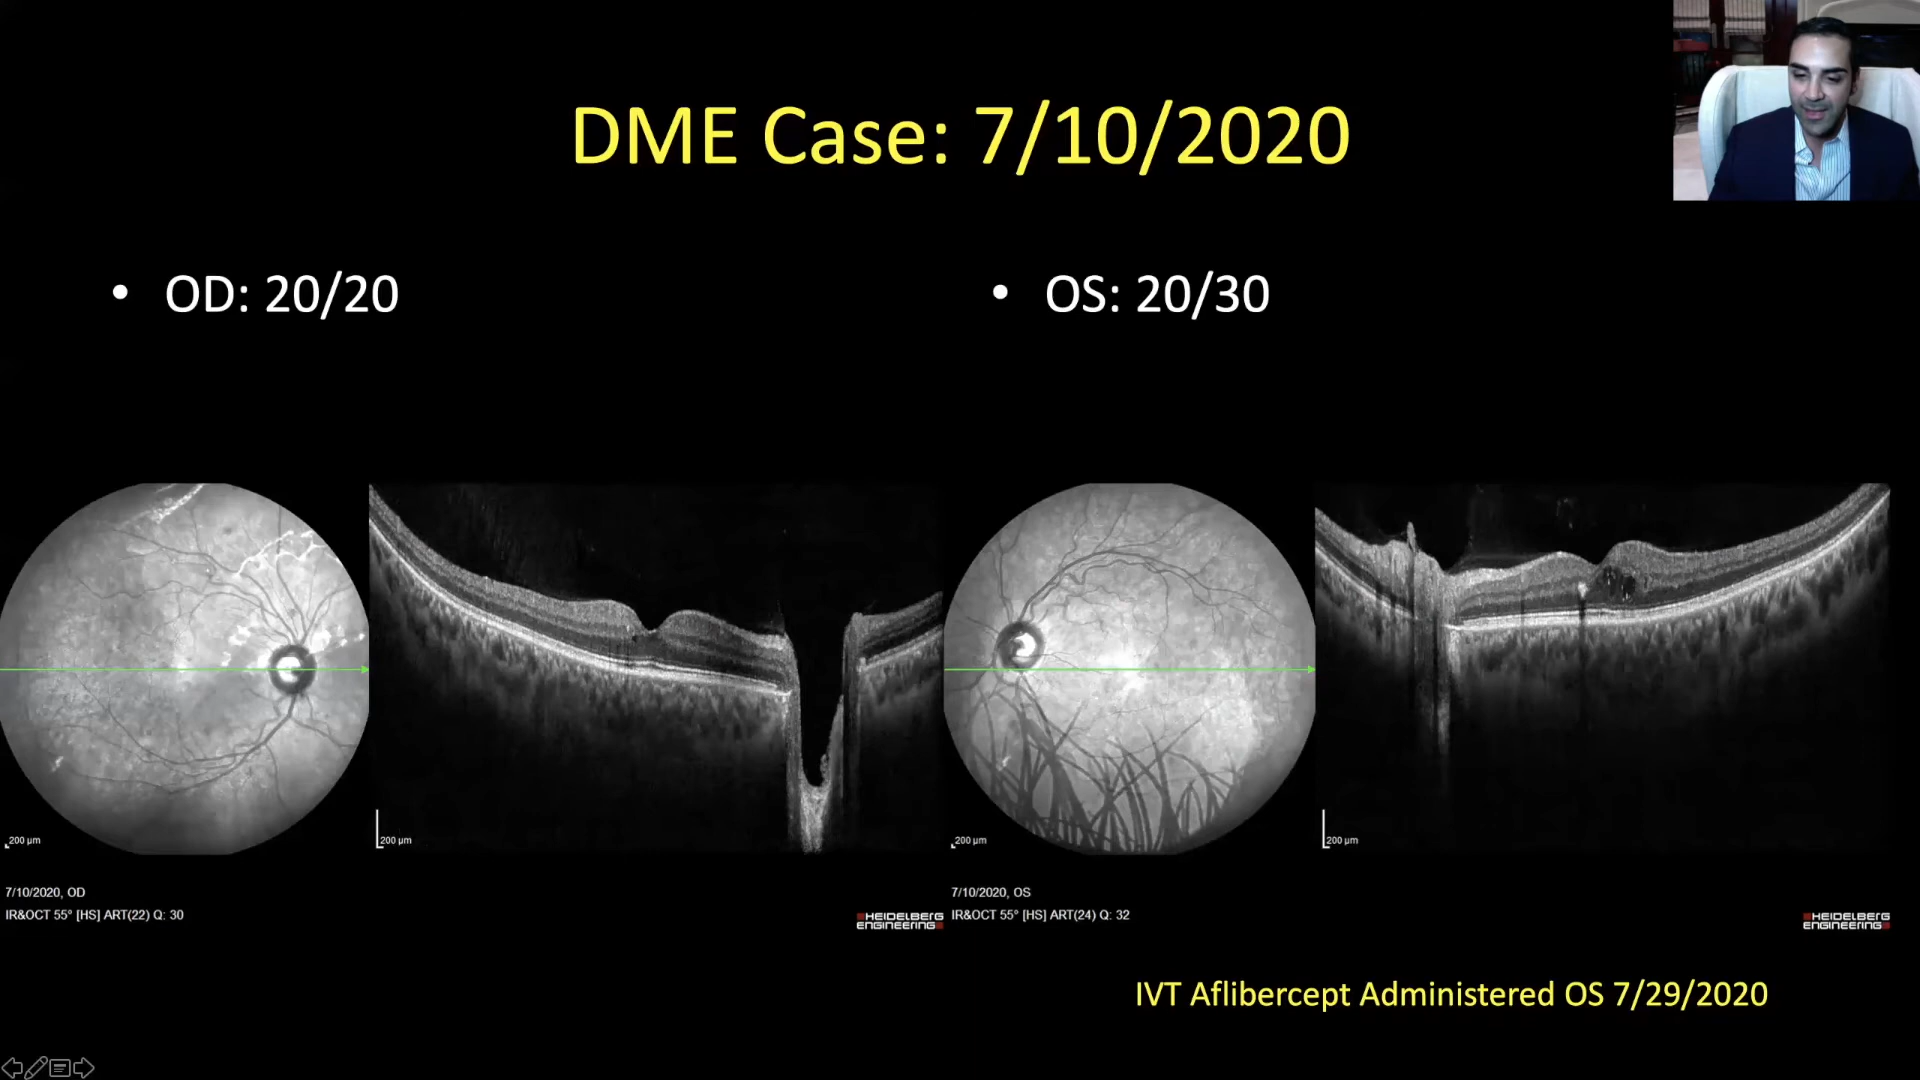 DME Case: 7/10/2020
• OD: 20/20
• OS: 20/30
200 µm
200 µm
200 µm
200 µm
7/10/2020, OD
IR&OCT 55° [HS] ART(22) Q: 30
HEIDELBERG
ENGINEERING
7/10/2020, OS
IR&OCT 55° [HS] ART(24) Q: 32
HEIDELBERG
ENGINEERING
IVT Aflibercept Administered OS 7/29/2020